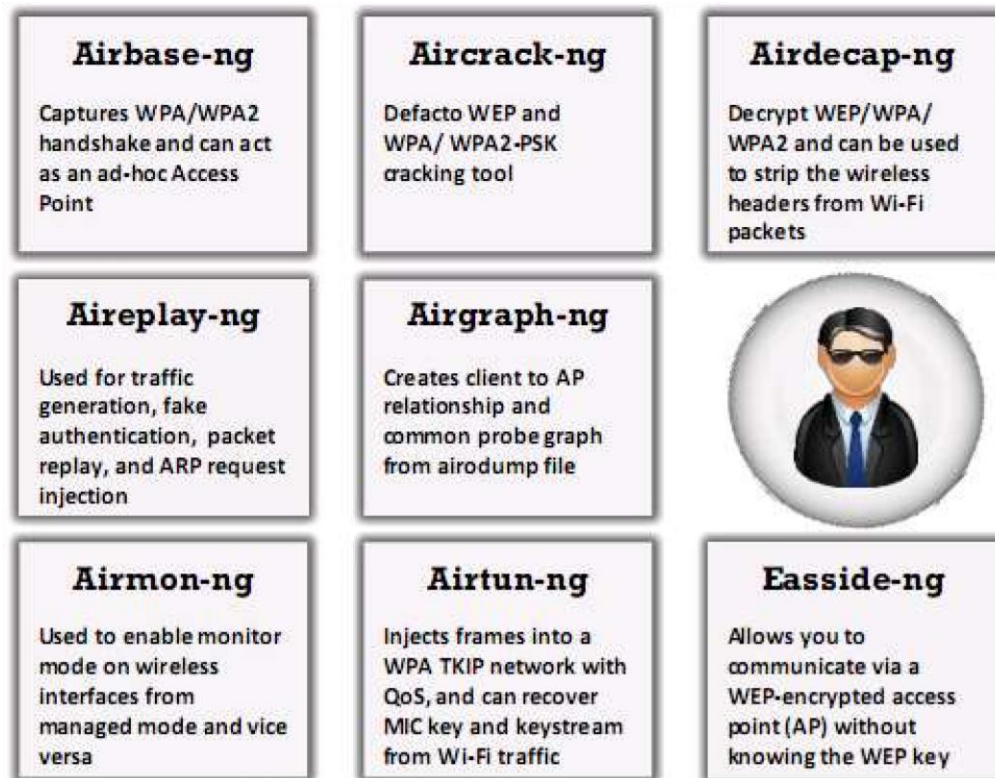 Airbase-ng
Captures WPA/WPA2
handshake and can act
as an ad-hoc Access
Point
Aircrack-ng
Defacto WEP and
WPA/ WPA2-PSK
cracking tool
Airdecap-ng
Decrypt WEP/WPA/
WPA2 and can be used
to strip the wireless
headers from Wi-Fi
packets
Aireplay-ng
Used for traffic
generation, fake
authentication, packet
replay, and ARP request
injection
Airgraph-ng
Creates client to AP
relationship and
common probe graph
from airodump file
Airmon-ng
Used to enable monitor
mode on wireless
interfaces from
managed mode and vice
versa
Airtun-ng
Injects frames into a
WPA TKIP network with
QoS, and can recover
MIC key and keystream
from Wi-Fi traffic
Easside-ng
Allows you to
communicate via a
WEP-encrypted access
point (AP) without
knowing the WEP key